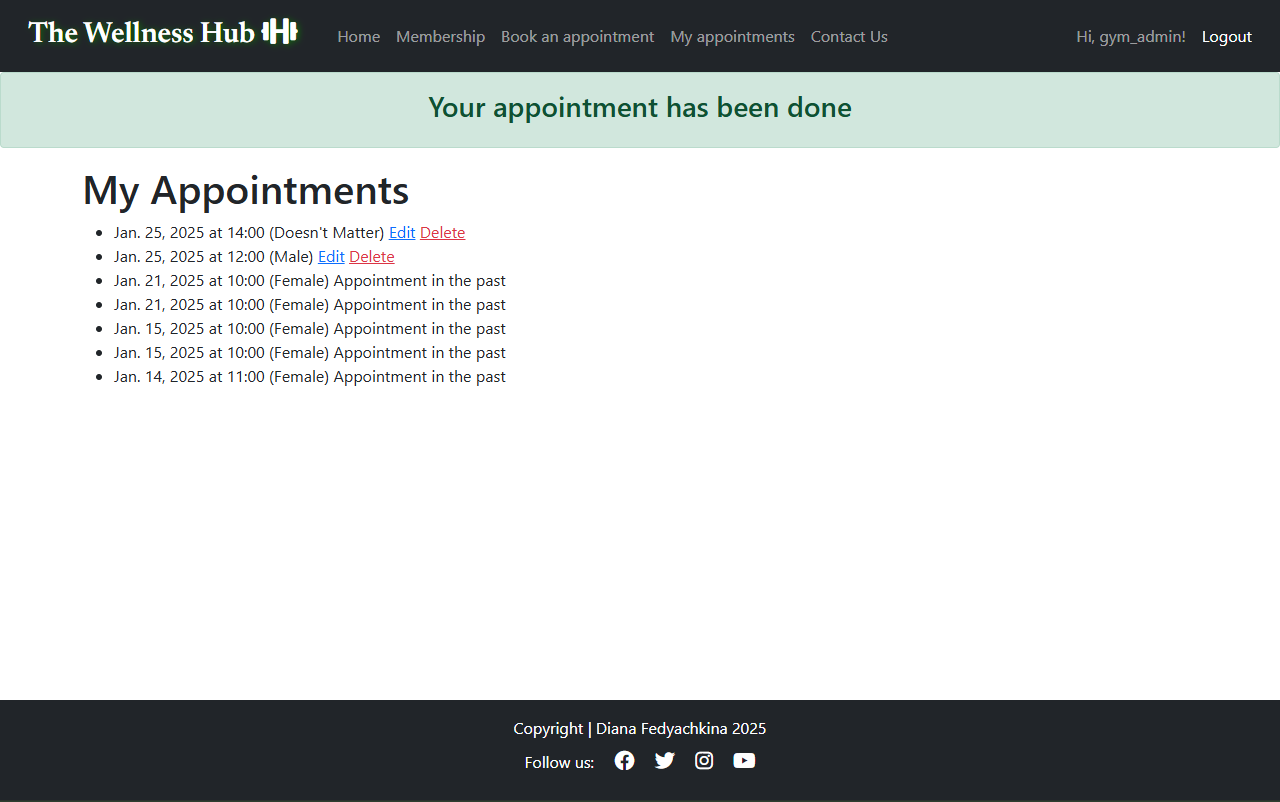 The Wellness Hub
Home Membership Book an appointment My appointments Contact Us Hi, gym_admin! Logout
Your appointment has been done
My Appointments
Jan. 25, 2025 at 14:00 (Doesn't Matter) Edit Delete
Jan. 25, 2025 at 12:00 (Male) Edit Delete
Jan. 21, 2025 at 10:00 (Female) Appointment in the past
Jan. 21, 2025 at 10:00 (Female) Appointment in the past
Jan. 15, 2025 at 10:00 (Female) Appointment in the past
Jan. 15, 2025 at 10:00 (Female) Appointment in the past
Jan. 14, 2025 at 11:00 (Female) Appointment in the past
Copyright | Diana Fedyachkina 2025
Follow us: